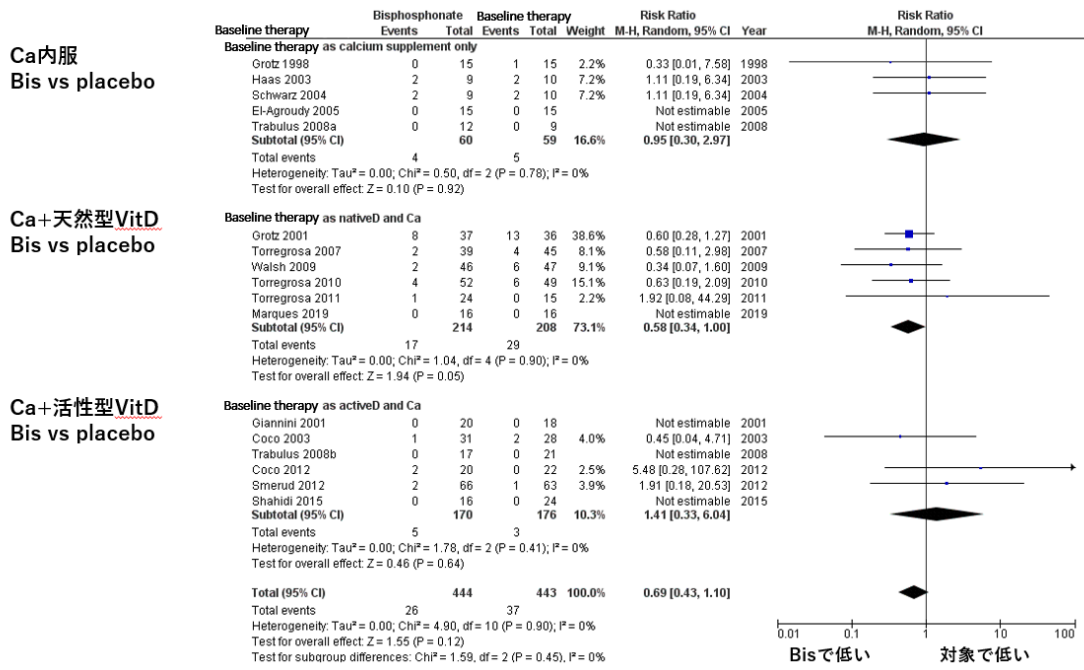 Bisphosphonate Baseline therapy Risk Ratio Risk Ratio
Baseline therapy Events Total Events Total Weight M-H, Random, 95% CI Year M-H, Random, 95% CI
Ca内服
Bis vs placebo
Baseline therapy as calcium supplement only
Grotz 1998 0 15 1 15 2.2% 0.33 [0.01, 7.58] 1998
Haas 2003 2 9 2 10 7.2% 1.11 [0.19, 6.34] 2003
Schwarz 2004 2 9 2 10 7.2% 1.11 [0.19, 6.34] 2004
El-Agroudy 2005 0 15 0 15 Not estimable 2005
Trabulus 2008a 0 12 0 9 Not estimable 2008
Subtotal (95% CI) 60 59 16.6% 0.95 [0.30, 2.97]
Total events 4 5
Heterogeneity: Tau² = 0.00; Chi² = 0.50, df = 2 (P = 0.78); I² = 0%
Test for overall effect: Z = 0.10 (P = 0.92)
Ca+天然型VitD
Bis vs placebo
Baseline therapy as nativeD and Ca
Grotz 2001 8 37 13 36 38.6% 0.60 [0.28, 1.27] 2001
Torregrosa 2007 2 39 4 45 8.1% 0.58 [0.11, 2.98] 2007
Walsh 2009 2 46 6 47 9.1% 0.34 [0.07, 1.60] 2009
Torregrosa 2010 4 52 6 49 15.1% 0.63 [0.19, 2.09] 2010
Torregrosa 2011 1 24 0 15 2.2% 1.92 [0.08, 44.29] 2011
Marques 2019 0 16 0 16 Not estimable 2019
Subtotal (95% CI) 214 208 73.1% 0.58 [0.34, 1.00]
Total events 17 29
Heterogeneity: Tau² = 0.00; Chi² = 1.04, df = 4 (P = 0.90); I² = 0%
Test for overall effect: Z = 1.94 (P = 0.05)
Ca+活性型VitD
Bis vs placebo
Baseline therapy as activeD and Ca
Giannini 2001 0 20 0 18 Not estimable 2001
Coco 2003 1 31 2 28 4.0% 0.45 [0.04, 4.71] 2003
Trabulus 2008b 0 17 0 21 Not estimable 2008
Coco 2012 2 20 0 22 2.5% 5.48 [0.28, 107.62] 2012
Smerud 2012 2 66 1 63 3.9% 1.91 [0.18, 20.53] 2012
Shahidi 2015 0 16 0 24 Not estimable 2015
Subtotal (95% CI) 170 176 10.3% 1.41 [0.33, 6.04]
Total events 5 3
Heterogeneity: Tau² = 0.00; Chi² = 1.78, df = 2 (P = 0.41); I² = 0%
Test for overall effect: Z = 0.46 (P = 0.64)
Total (95% CI) 444 443 100.0% 0.69 [0.43, 1.10]
Total events 26 37
Heterogeneity: Tau² = 0.00; Chi² = 4.90, df = 10 (P = 0.90); I² = 0%
Test for overall effect: Z = 1.55 (P = 0.12)
Test for subgroup differences: Chi² = 1.59, df = 2 (P = 0.45), I² = 0%
0.01 0.1 1 10 100
Bisで低い 対象で低い